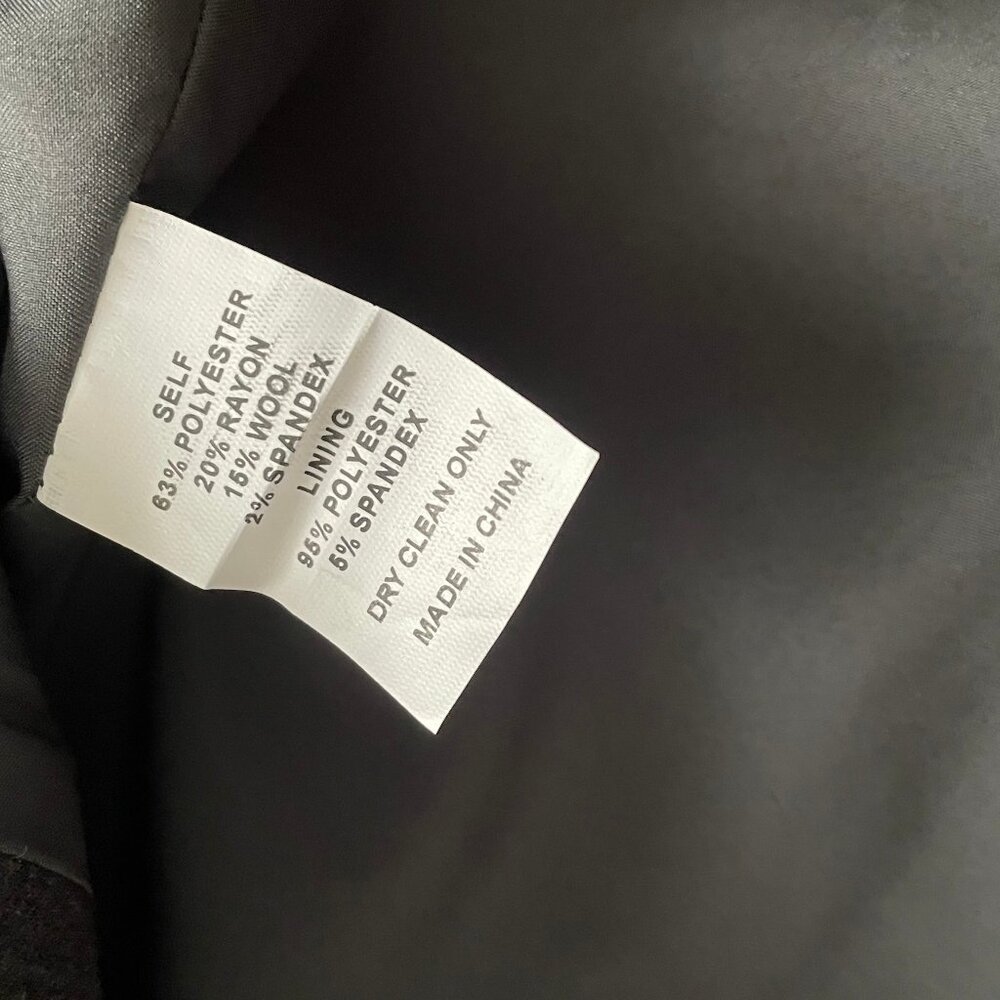 SELF
63% POLYESTER
20% RAYON
15% WOOL
2% SPANDEX
LINING
95% POLYESTER
5% SPANDEX
DRY CLEAN ONLY
MADE IN CHINA